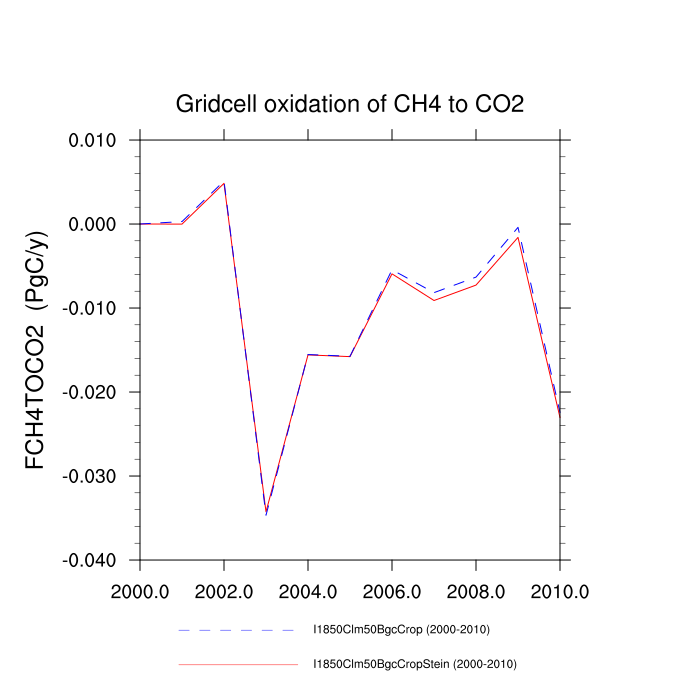 Gridcell oxidation of CH4 to CO2
FCH4TOCO2 (PgC/y)
0.010
0.000
-0.010
-0.020
-0.030
-0.040
2000.0 2002.0 2004.0 2006.0 2008.0 2010.0
I1850Clm50BgcCrop (2000-2010)
I1850Clm50BgcCropStein (2000-2010)